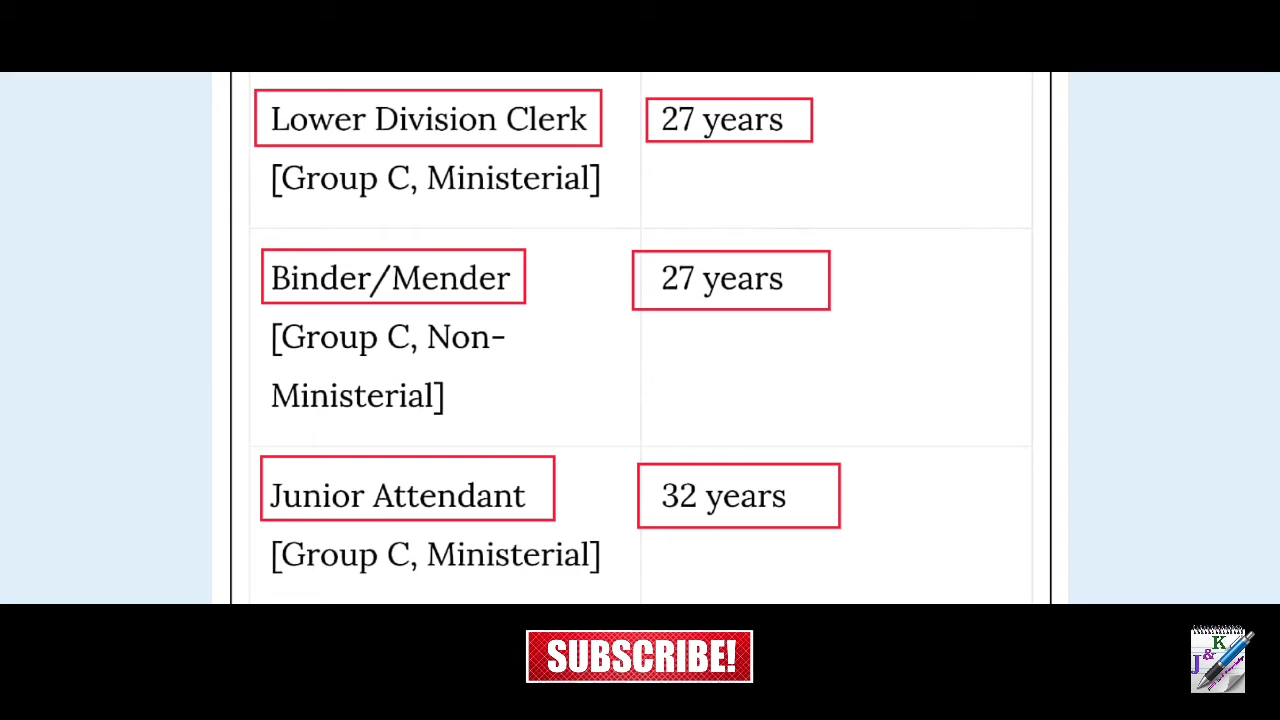 Lower Division Clerk 27 years
[Group C, Ministerial]
Binder/Mender 27 years
[Group C, Non-
Ministerial]
Junior Attendant 32 years
[Group C, Ministerial]
SUBSCRIBE!
J&K